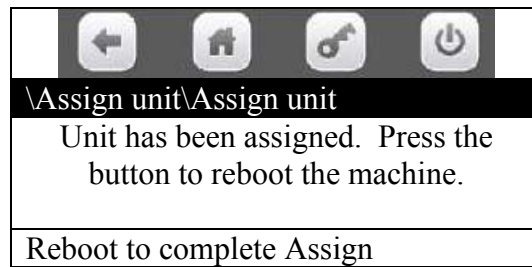 \Assign unit\Assign unit
Unit has been assigned.  Press the
button to reboot the machine.
Reboot to complete Assign